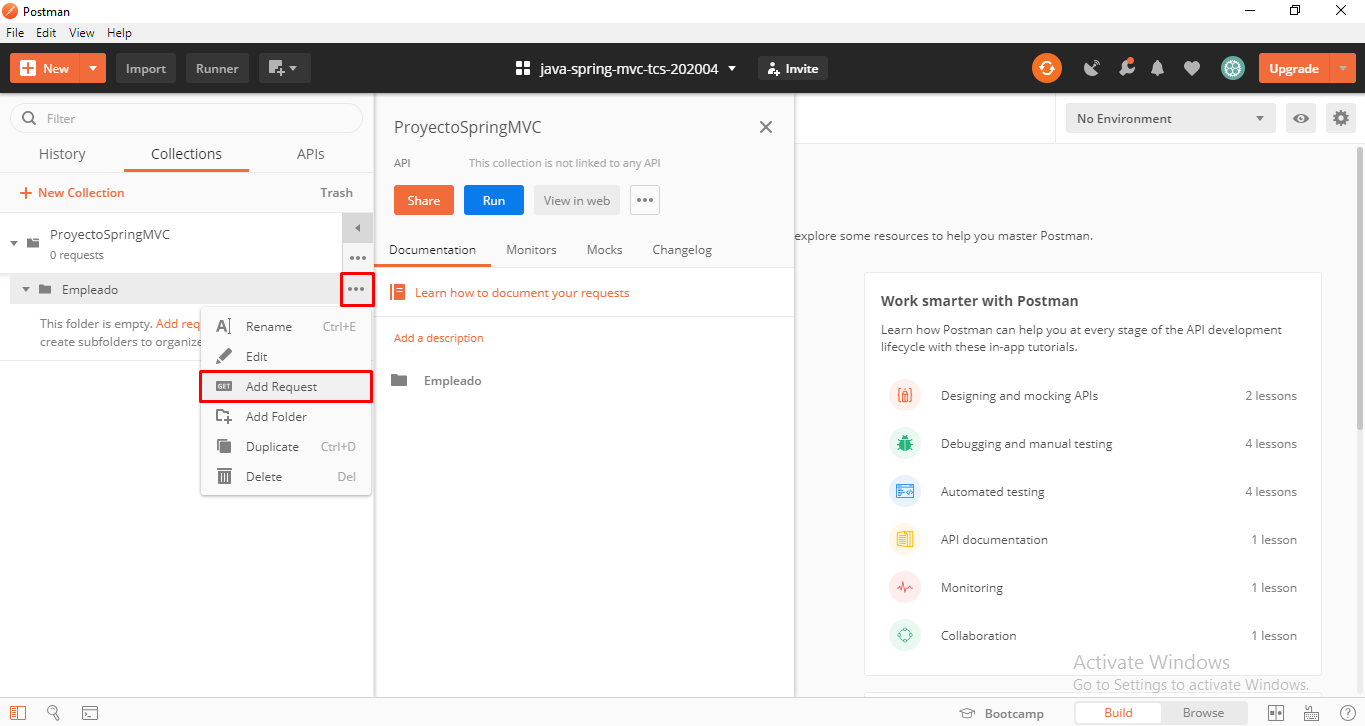 Postman
File Edit View Help
New
Import
Runner
java-spring-mvc-tcs-202004
Invite
Upgrade
Filter
History
Collections
APIs
New Collection
Trash
ProyectoSpringMVC
0 requests
Empleado
This folder is empty. Add req
create subfolders to organize
Rename Ctrl+E
Edit
GET Add Request
Add Folder
Duplicate Ctrl+D
Delete Del
ProyectoSpringMVC
API This collection is not linked to any API
Share
Run
View in web
Documentation
Monitors
Mocks
Changelog
Learn how to document your requests
Add a description
Empleado
No Environment
explore some resources to help you master Postman.
Work smarter with Postman
Learn how Postman can help you at every stage of the API development
lifecycle with these in-app tutorials.
Designing and mocking APIs 2 lessons
Debugging and manual testing 4 lessons
Automated testing 4 lessons
API documentation 1 lesson
Monitoring 1 lesson
Collaboration 1 lesson
Activate Windows
Go to Settings to activate Windows.
Bootcamp
Build
Browse